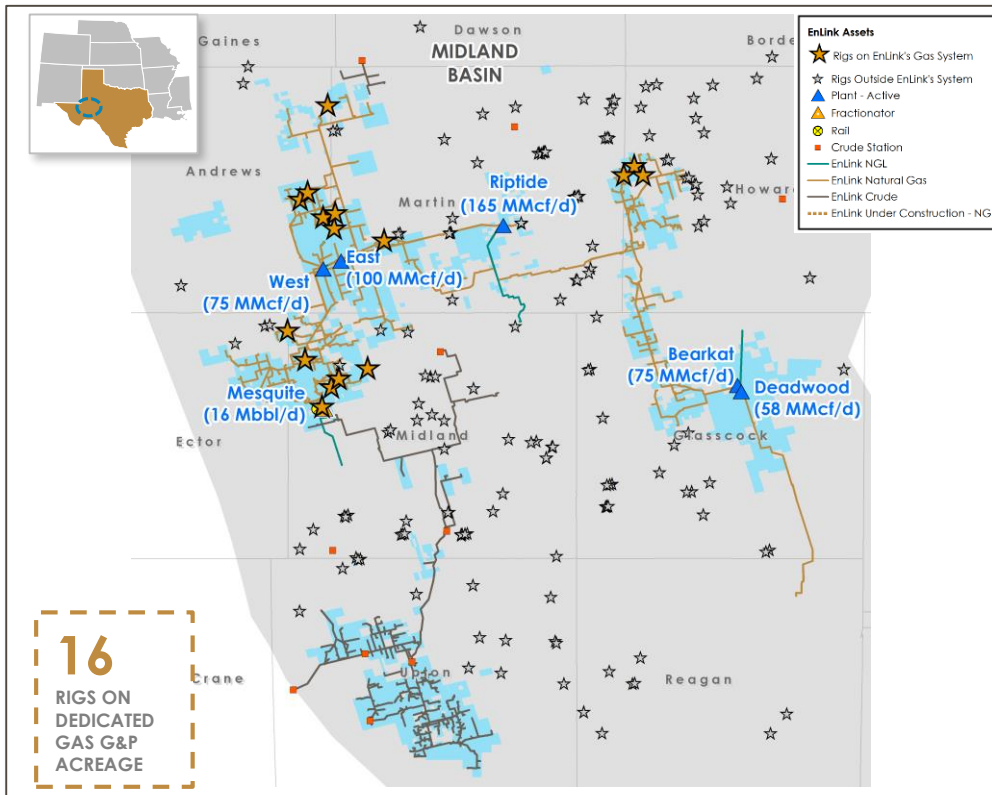 Gaines
Dawson
MIDLAND
BASIN
Borde
Andrews
Martin
Howar
Riptide
(165 MMcf/d)
East
(100 MMcf/d)
West
(75 MMcf/d)
Bearkat
(75 MMcf/d)
Deadwood
(58 MMcf/d)
Mesquite
(16 Mbbl/d)
Ector
Midland
Glasscock
Crane
Upton
Reagan
EnLink Assets
Rigs on EnLink's Gas System
Rigs Outside EnLink's System
Plant - Active
Fractionator
Rail
Crude Station
EnLink NGL
EnLink Natural Gas
EnLink Crude
EnLink Under Construction - NG
16
RIGS ON
DEDICATED
GAS G&P
ACREAGE